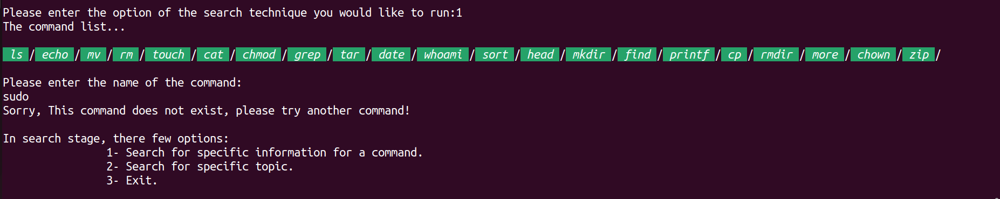 Please enter the option of the search technique you would like to run:1
The command list...
ls / echo / mv / rm / touch / cat / chmod / grep / tar / date / whoami / sort / head / mkdir / find / printf / cp / rmdir / more / chown / zip /
Please enter the name of the command:
sudo
Sorry, This command does not exist, please try another command!
In search stage, there few options:
1- Search for specific information for a command.
2- Search for specific topic.
3- Exit.